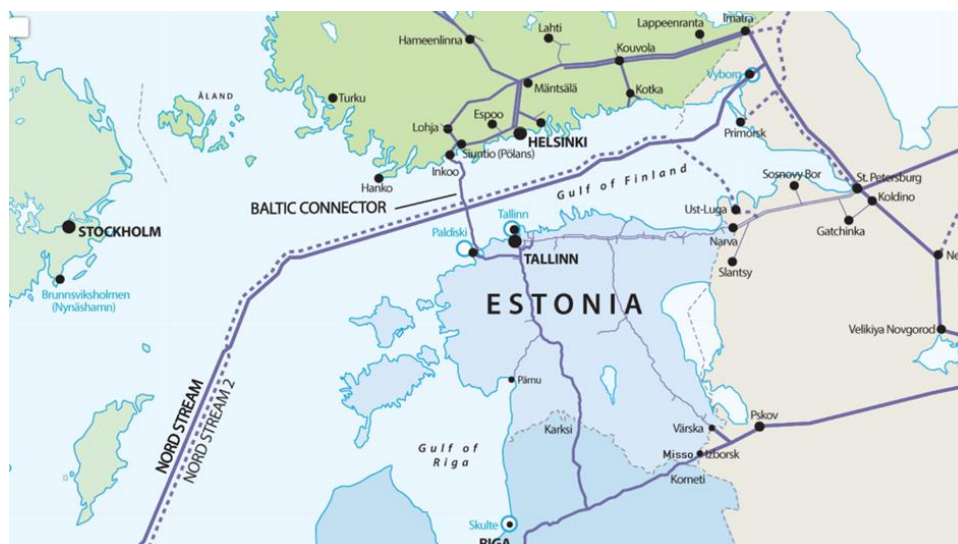 Imatra
Lappeenranta
Lahti
Hameenlinna
Kouvola
Vyborg
ÅLAND
Turku
Mäntsälä
Kotka
Espoo
Lohja
HELSINKI
Primorsk
Siuntio (Pölans)
Inkoo
Hanko
Gulf of Finland
Sosnovy Bor
St. Petersburg
Koldino
BALTIC CONNECTOR
Ust-Luga
Tallinn
Gatchinka
STOCKHOLM
Paldiski
Narva
TALLINN
Slantsy
Ne
Brunnsviksholmen
(Nynäshamn)
ESTONIA
Velikiya Novgorod
NORD STREAM
NORD STREAM 2
Pärnu
Pskov
Karksi
Värska
Gulf of
Riga
Misso
Izborsk
Korneti
Skulte
RIGA